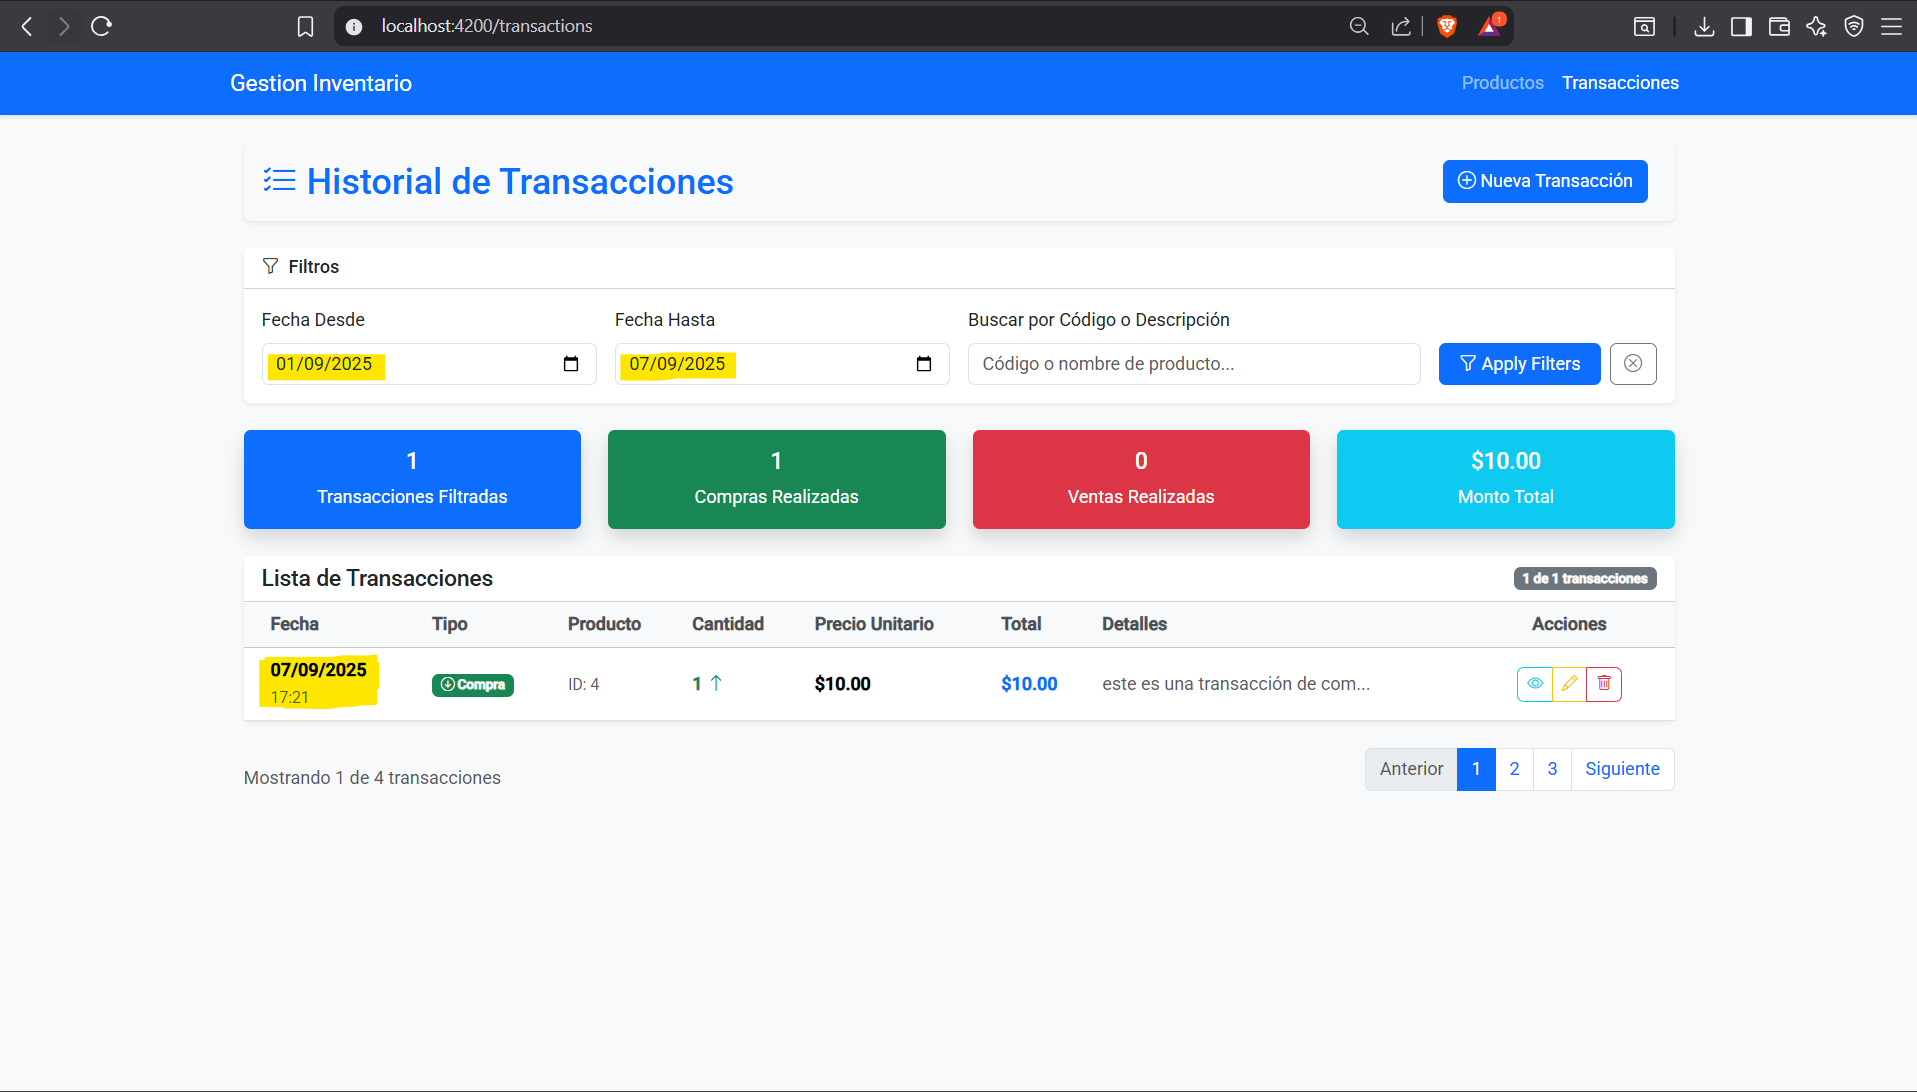 localhost:4200/transactions
1
Gestion Inventario
Productos Transacciones
Historial de Transacciones
Nueva Transacción
Filtros
Fecha Desde Fecha Hasta Buscar por Código o Descripción
01/09/2025 07/09/2025 Código o nombre de producto... Apply Filters
1 1 0 $10.00
Transacciones Filtradas Compras Realizadas Ventas Realizadas Monto Total
Lista de Transacciones 1 de 1 transacciones
Fecha Tipo Producto Cantidad Precio Unitario Total Detalles Acciones
07/09/2025
17:21 Compra ID: 4 1 ↑ $10.00 $10.00 este es una transacción de com...
Mostrando 1 de 4 transacciones Anterior 1 2 3 Siguiente